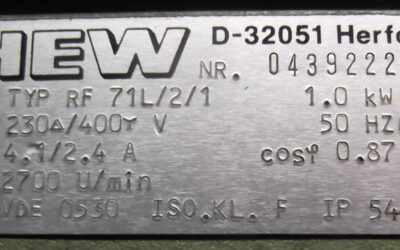 HEW D-32051 Herfo
NR. 0439222
TYP RF 71L/2/1 1.0 kW
230△/400Y V 50 HZ
4.1/2.4 A cosφ 0.87
2700 U/min
VDE 0530 ISO.KL. F IP 54